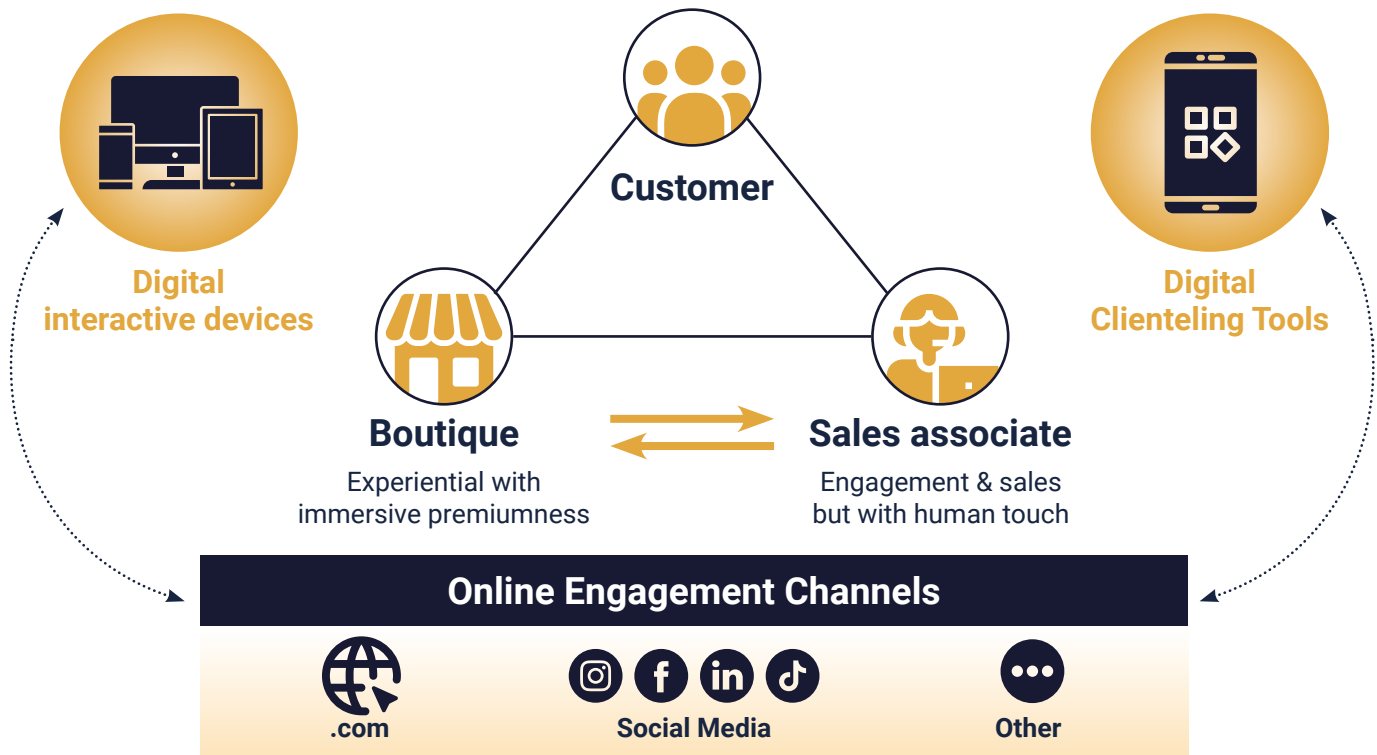 Customer
Digital
interactive devices
Digital
Clienteling Tools
Boutique
Experiential with
immersive premiumness
Sales associate
Engagement & sales
but with human touch
Online Engagement Channels
.com
Social Media
Other